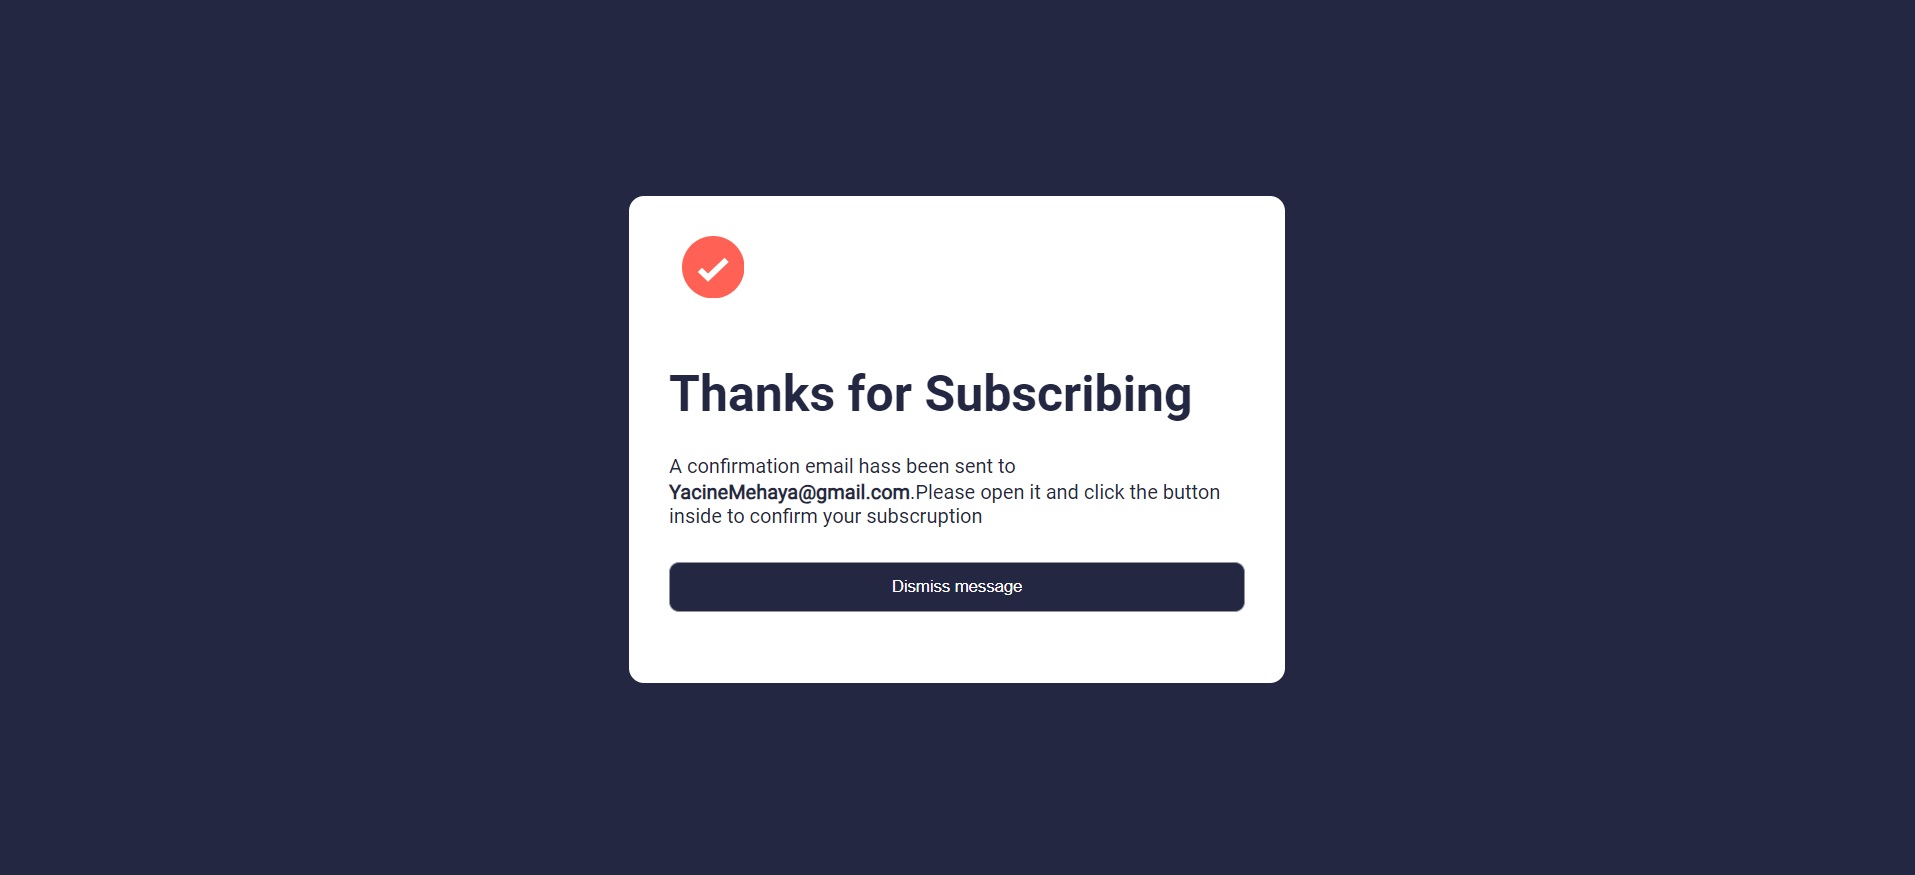 Thanks for Subscribing
A confirmation email hass been sent to
YacineMehaya@gmail.com.Please open it and click the button
inside to confirm your subscruption
Dismiss message